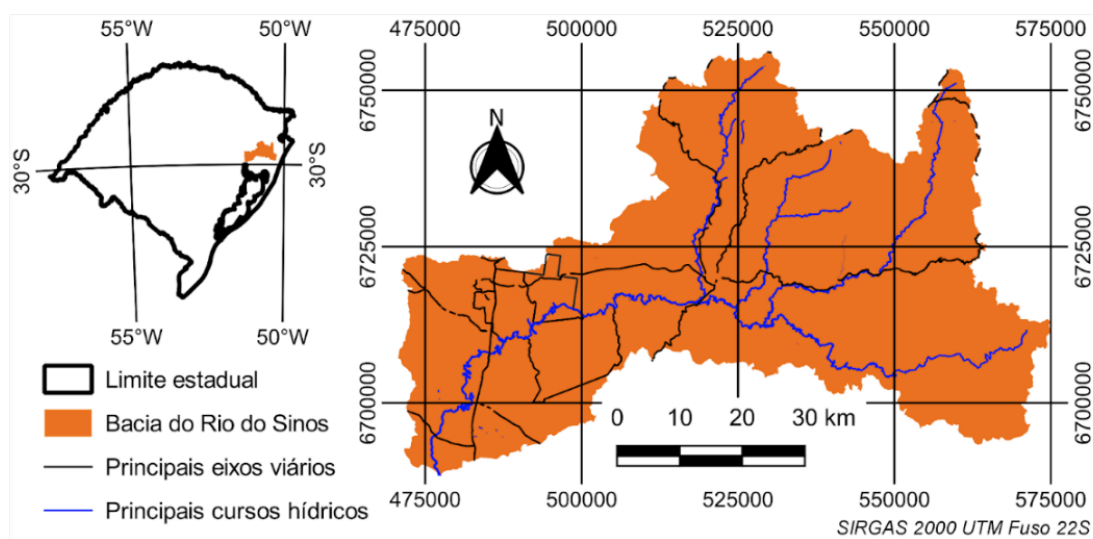 55°W 50°W
30°S 30°S
55°W 50°W
Limite estadual
Bacia do Rio do Sinos
Principais eixos viários
Principais cursos hídricos
475000 500000 525000 550000 575000
6750000 6750000
N
6725000 6725000
6700000 6700000
0 10 20 30 km
475000 500000 525000 550000 575000
SIRGAS 2000 UTM Fuso 22S